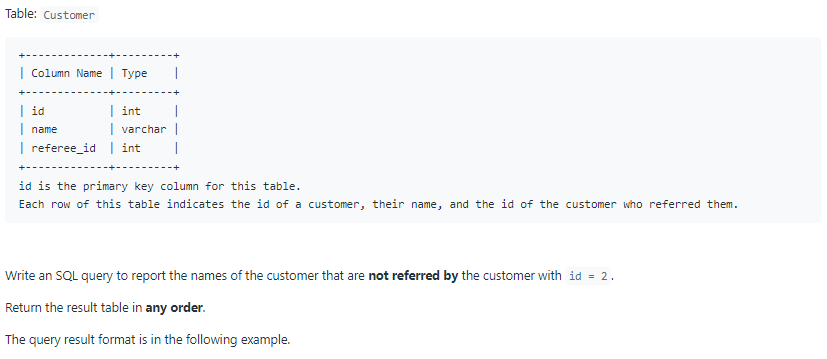 Table: Customer
+-------------+---------+
| Column Name | Type    |
+-------------+---------+
| id          | int     |
| name        | varchar |
| referee_id  | int     |
+-------------+---------+
id is the primary key column for this table.
Each row of this table indicates the id of a customer, their name, and the id of the customer who referred them.
Write an SQL query to report the names of the customer that are not referred by the customer with id = 2.
Return the result table in any order.
The query result format is in the following example.